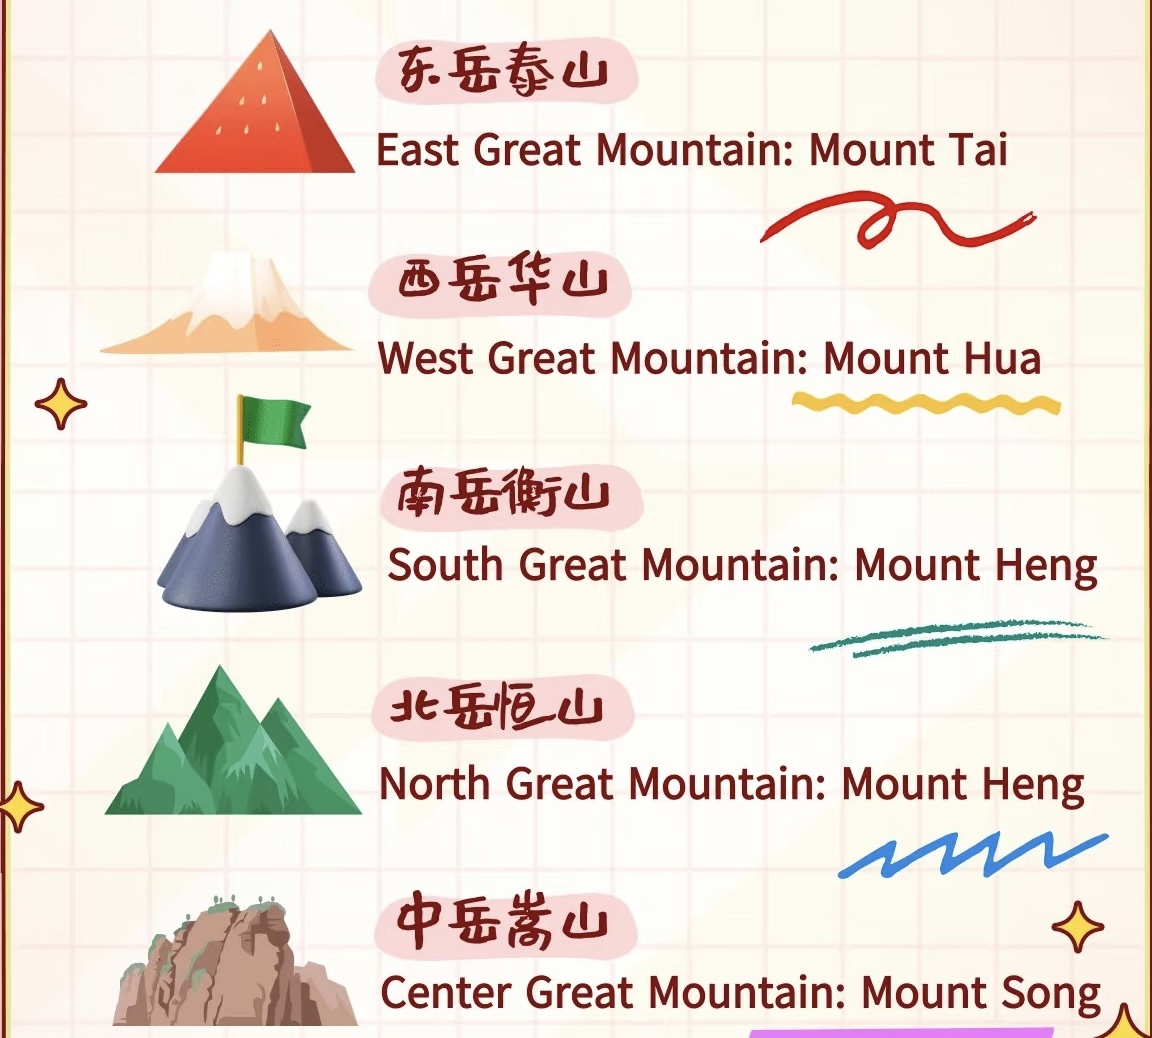 东岳泰山
East Great Mountain: Mount Tai
西岳华山
West Great Mountain: Mount Hua
南岳衡山
South Great Mountain: Mount Heng
北岳恒山
North Great Mountain: Mount Heng
中岳嵩山
Center Great Mountain: Mount Song